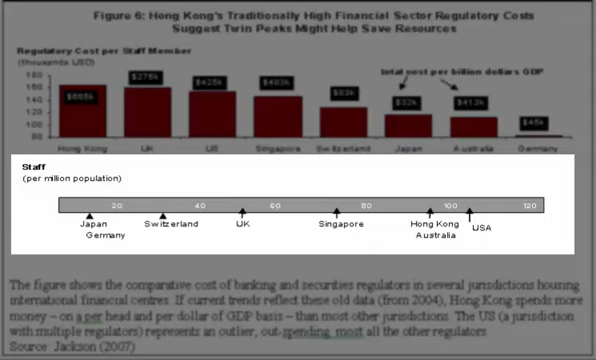 Figure 6: Hong Kong's Traditionally High Financial Sector Regulatory Costs
Suggest Twin Peaks Might Help Save Resources
Regulatory Cost per Staff Member
(thousands USD)
total cost per billion dollars GDP
180
160
140
120
100
80
$276k
$425k
$83k
$32k
$413k
$45k
Hong Kong UK US Singapore Switzerland Japan Australia Germany
Staff
(per million population)
20 40 60 80 100 120
Japan Switzerland UK Singapore Hong Kong USA
Germany Australia
The figure shows the comparative cost of banking and securities regulators in several jurisdictions housing
international financial centres. If current trends reflect these old data (from 2004), Hong Kong spends more
money – on a per head and per dollar of GDP basis – than most other jurisdictions. The US (a jurisdiction
with multiple regulators) represents an outlier, out-spending most all the other regulators.
Source: Jackson (2007)